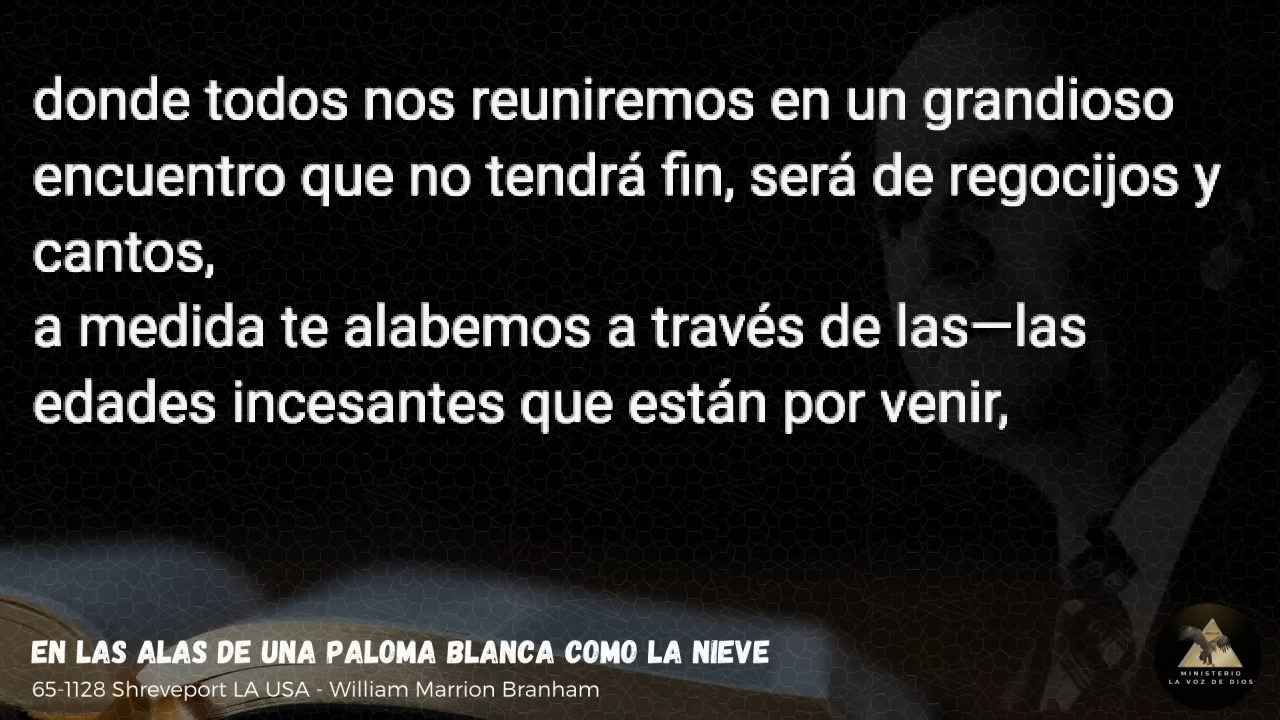 donde todos nos reuniremos en un grandioso
encuentro que no tendrá fin, será de regocijos y
cantos,
a medida te alabemos a través de las—las
edades incesantes que están por venir,
EN LAS ALAS DE UNA PALOMA BLANCA COMO LA NIEVE
65-1128 Shreveport LA USA - William Marrion Branham
MINISTERIO
LA VOZ DE DIOS